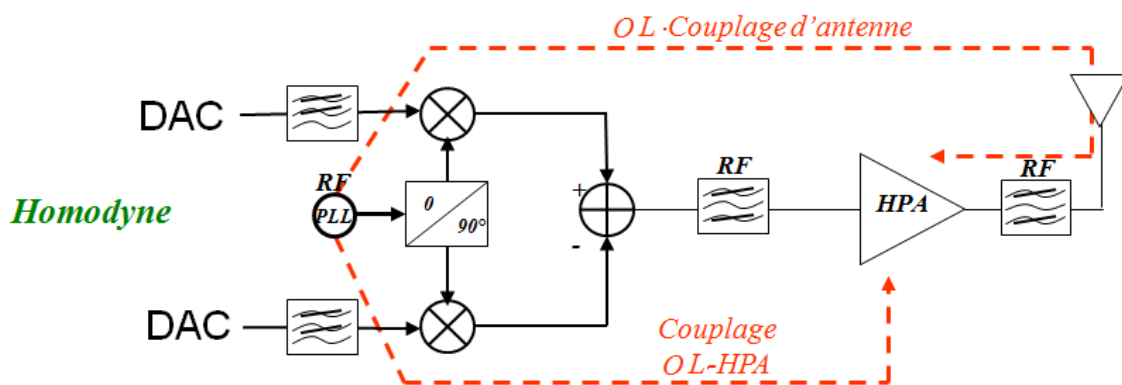 O L ·Couplage d'antenne
DAC
RF
PLL
0
90°
Homodyne
+
-
RF
HPA
RF
DAC
Couplage
O L-HPA